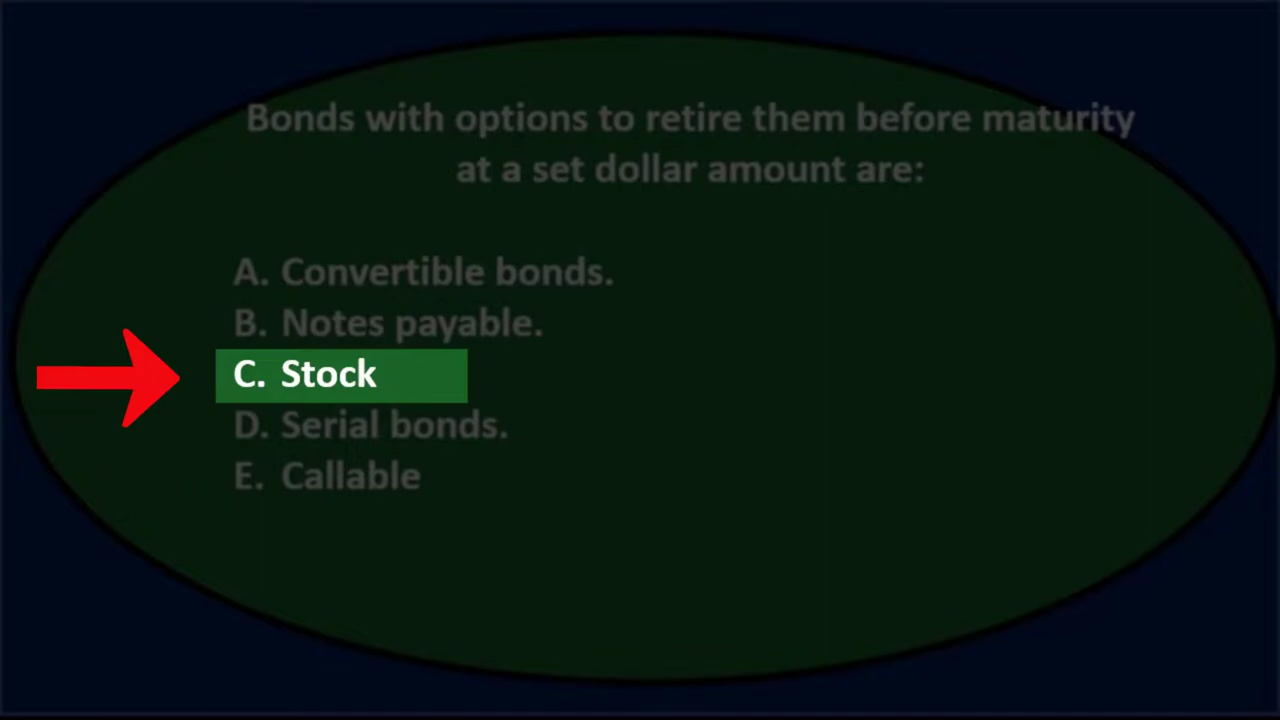 Bonds with options to retire them before maturity
at a set dollar amount are:
A. Convertible bonds.
B. Notes payable.
C. Stock
D. Serial bonds.
E. Callable